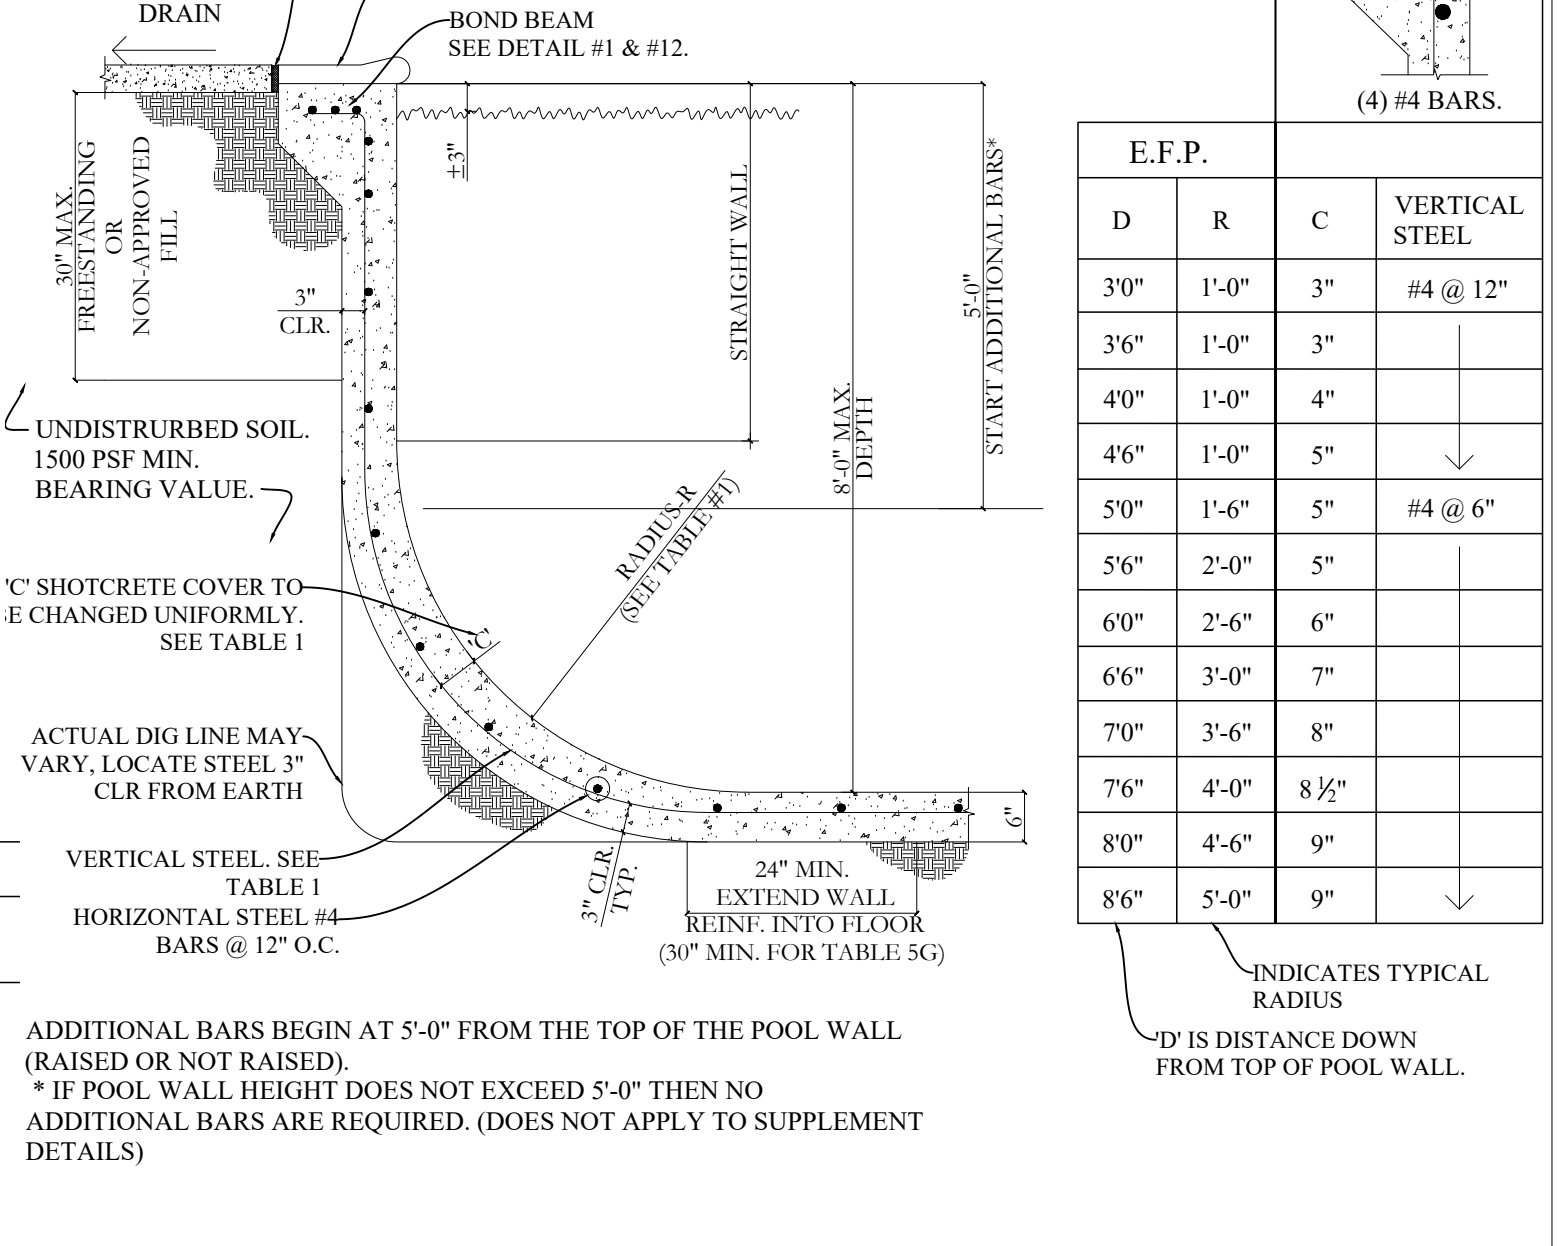 DRAIN
BOND BEAM
SEE DETAIL #1 & #12.
(4) #4 BARS.
30" MAX.
FREESTANDING
OR
NON-APPROVED
FILL
±3"
STRAIGHT WALL
8'-0" MAX.
DEPTH
5'-0"
START ADDITIONAL BARS*
3"
CLR.
UNDISTRURBED SOIL.
1500 PSF MIN.
BEARING VALUE.
RADIUS-R
(SEE TABLE #1)
'C' SHOTCRETE COVER TO
E CHANGED UNIFORMLY.
SEE TABLE 1
'C'
ACTUAL DIG LINE MAY
VARY, LOCATE STEEL 3"
CLR FROM EARTH
VERTICAL STEEL. SEE
TABLE 1
HORIZONTAL STEEL #4
BARS @ 12" O.C.
3" CLR.
TYP.
6"
24" MIN.
EXTEND WALL
REINF. INTO FLOOR
(30" MIN. FOR TABLE 5G)
E.F.P.
D R C VERTICAL
STEEL
3'0" 1'-0" 3" #4 @ 12"
3'6" 1'-0" 3"
4'0" 1'-0" 4"
4'6" 1'-0" 5"
5'0" 1'-6" 5" #4 @ 6"
5'6" 2'-0" 5"
6'0" 2'-6" 6"
6'6" 3'-0" 7"
7'0" 3'-6" 8"
7'6" 4'-0" 8 ½"
8'0" 4'-6" 9"
8'6" 5'-0" 9"
INDICATES TYPICAL
RADIUS
'D' IS DISTANCE DOWN
FROM TOP OF POOL WALL.
ADDITIONAL BARS BEGIN AT 5'-0" FROM THE TOP OF THE POOL WALL
(RAISED OR NOT RAISED).
* IF POOL WALL HEIGHT DOES NOT EXCEED 5'-0" THEN NO
ADDITIONAL BARS ARE REQUIRED. (DOES NOT APPLY TO SUPPLEMENT
DETAILS)